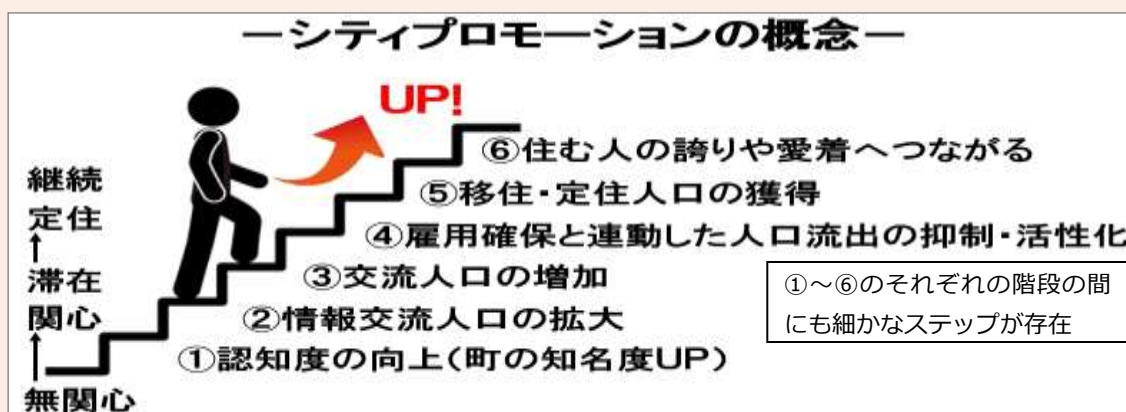 －シティプロモーションの概念－
UP!
⑥住む人の誇りや愛着へつながる
⑤移住・定住人口の獲得
④雇用確保と連動した人口流出の抑制・活性化
③交流人口の増加
②情報交流人口の拡大
①認知度の向上(町の知名度UP)
継続
定住
↑
滞在
関心
↑
無関心
①～⑥のそれぞれの階段の間
にも細かなステップが存在